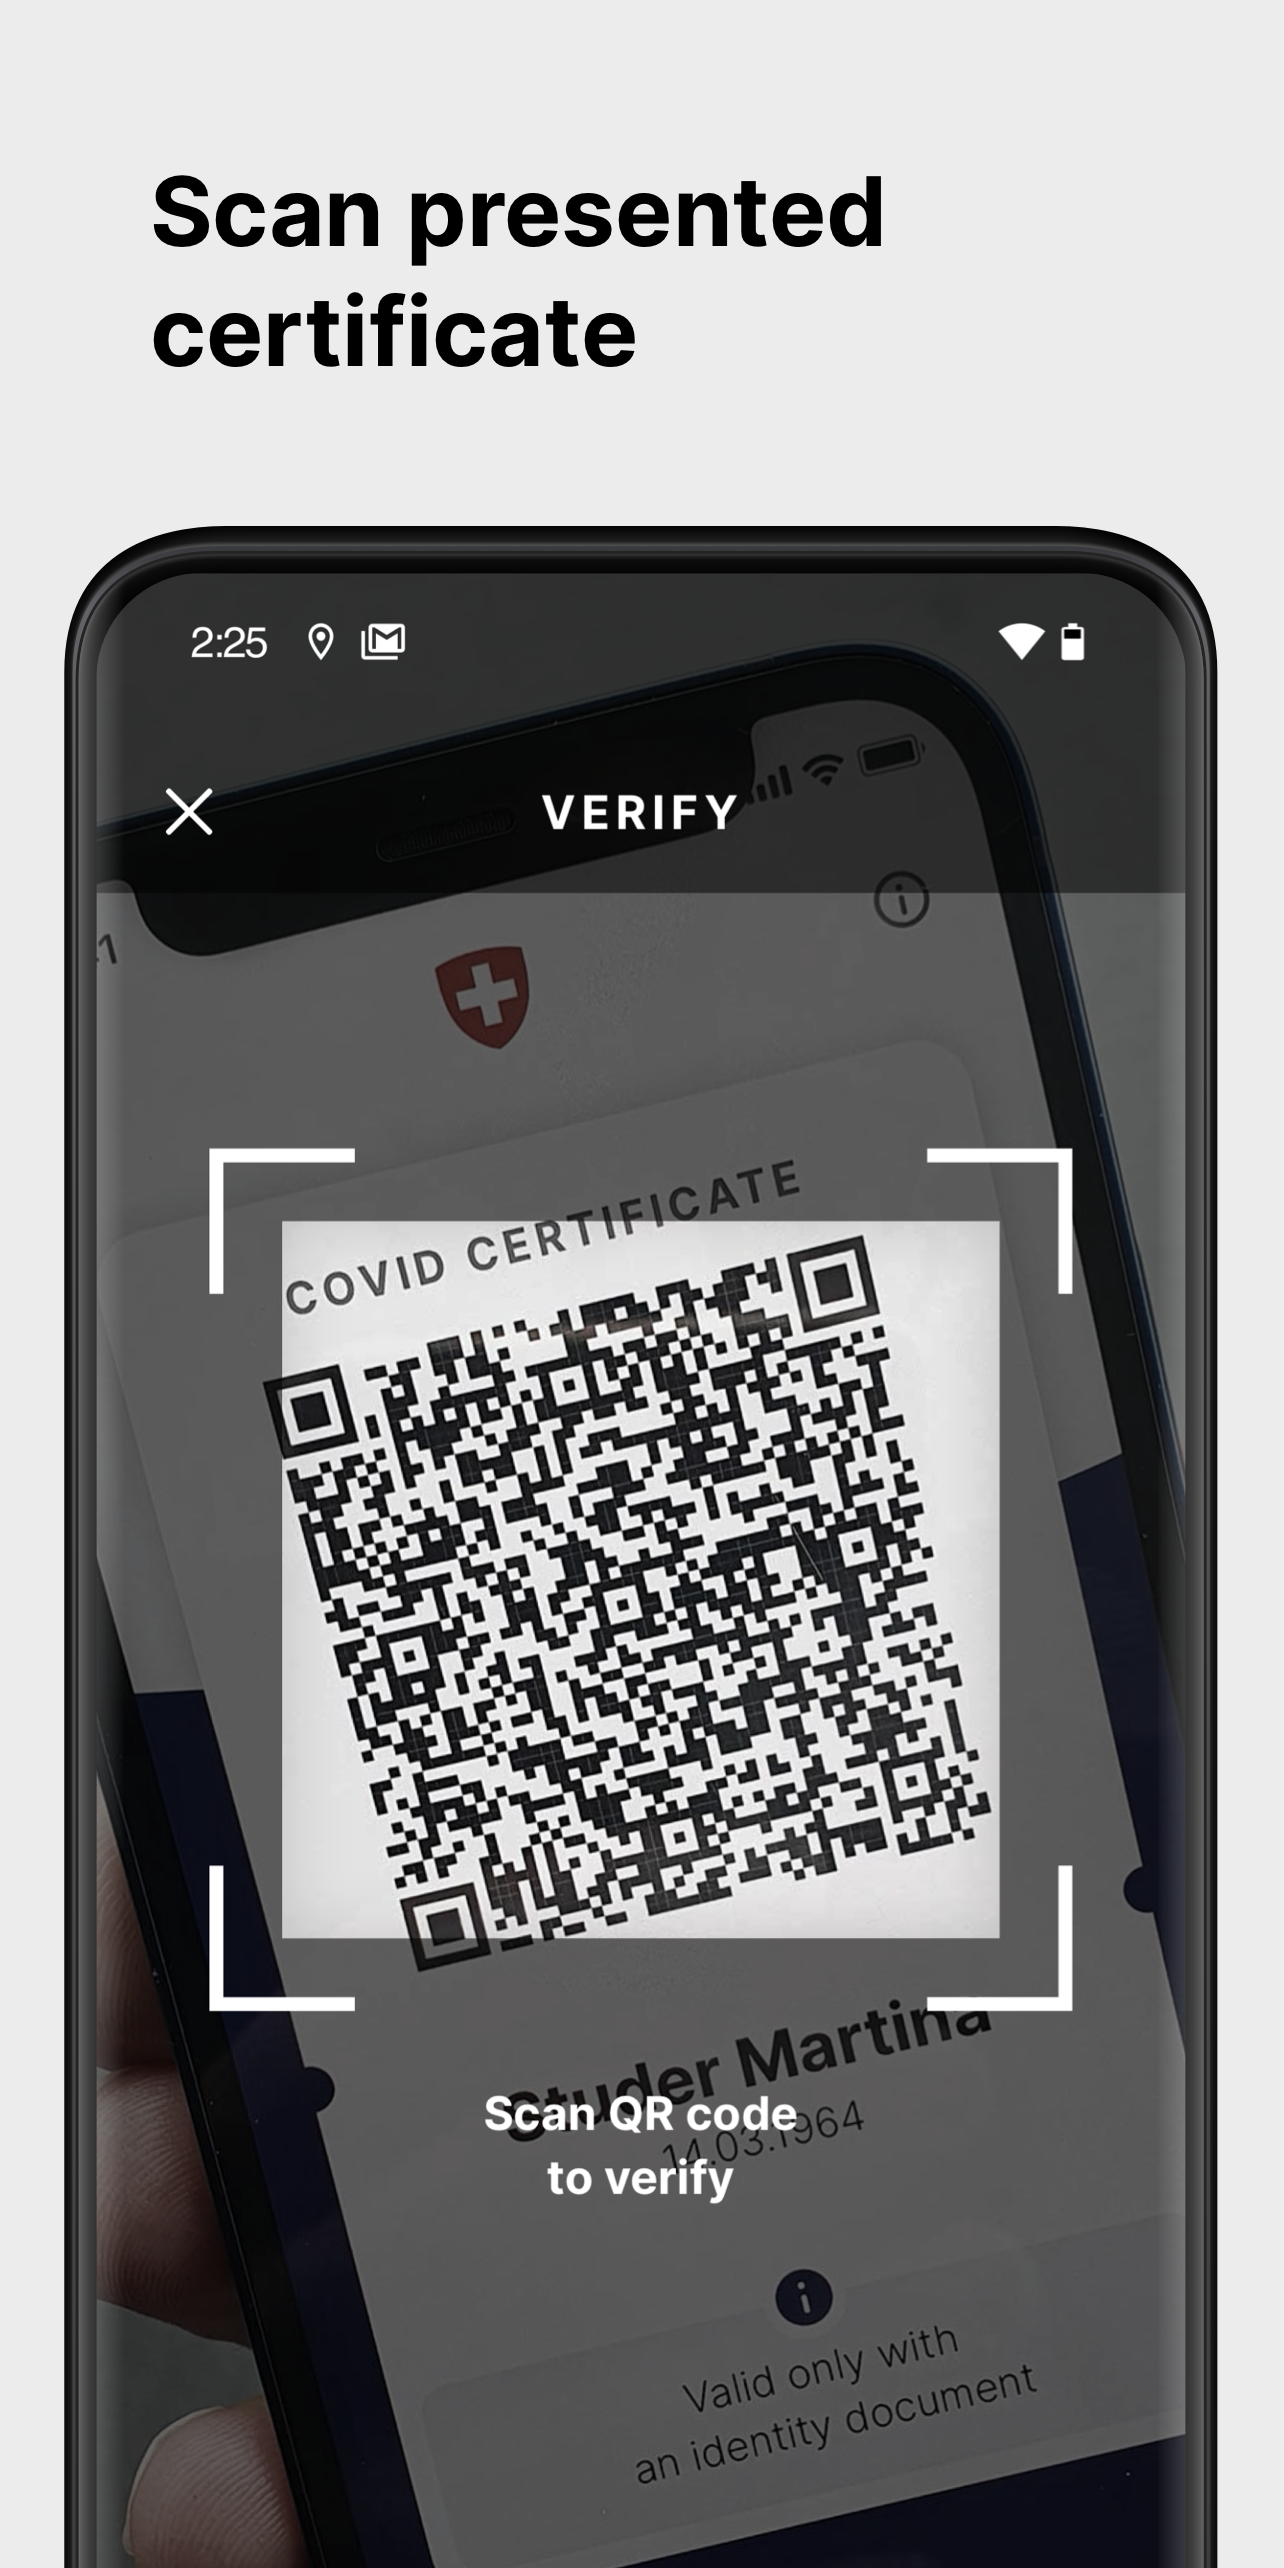 Scan presented
certificate
2:25
VERIFY
COVID CERTIFICATE
Studer Martina
14.03.1964
Scan QR code
to verify
Valid only with
an identity document